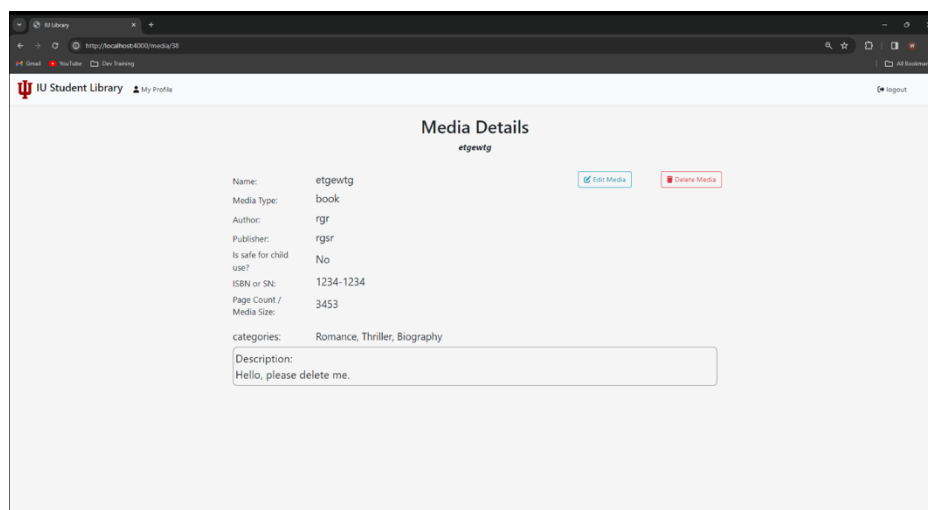 IU Library
http://localhost:4000/media/38
Gmail YouTube Dev Training All Bookmar
IU Student Library My Profile logout
Media Details
etgewtg
Name: etgewtg Edit Media Delete Media
Media Type: book
Author: rgr
Publisher: rgsr
Is safe for child
use? No
ISBN or SN: 1234-1234
Page Count /
Media Size: 3453
categories: Romance, Thriller, Biography
Description:
Hello, please delete me.